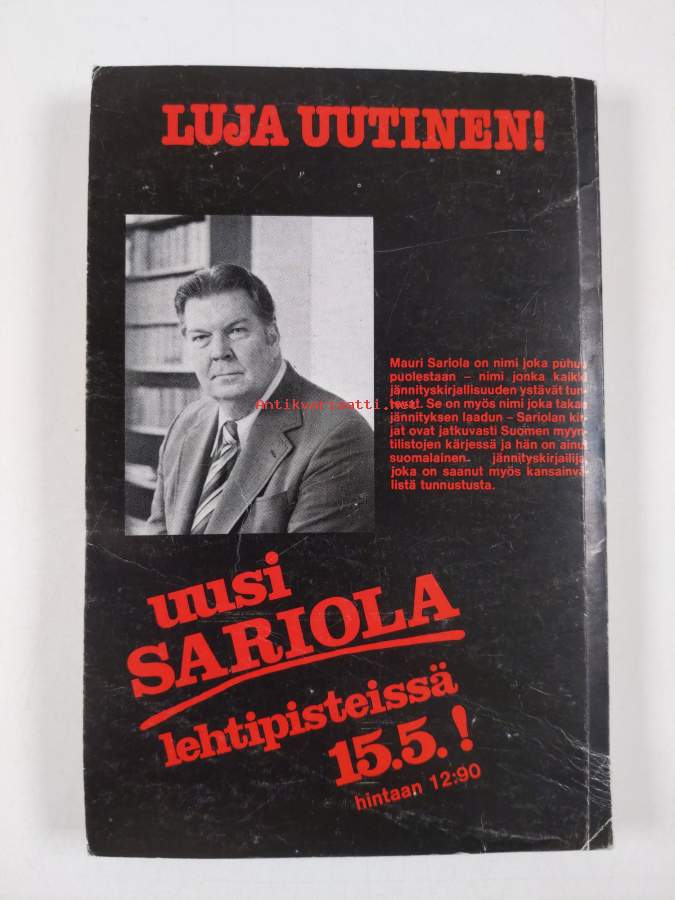 LUJA UUTINEN!
Mauri Sariola on nimi joka puhuu
puolestaan – nimi jonka kaikki
jännityskirjallisuuden ystävät tun-
tevat. Se on myös nimi joka takaa
jännityksen laadun – Sariolan kir-
jat ovat jatkuvasti Suomen myyn-
tilistojen kärjessä ja hän on ainut
suomalainen jännityskirjailija,
joka on saanut myös kansainvä-
listä tunnustusta.
Antikvariaatti.net
uusi
SARIOLA
lehtipisteissä
15.5.!
hintaan 12:90